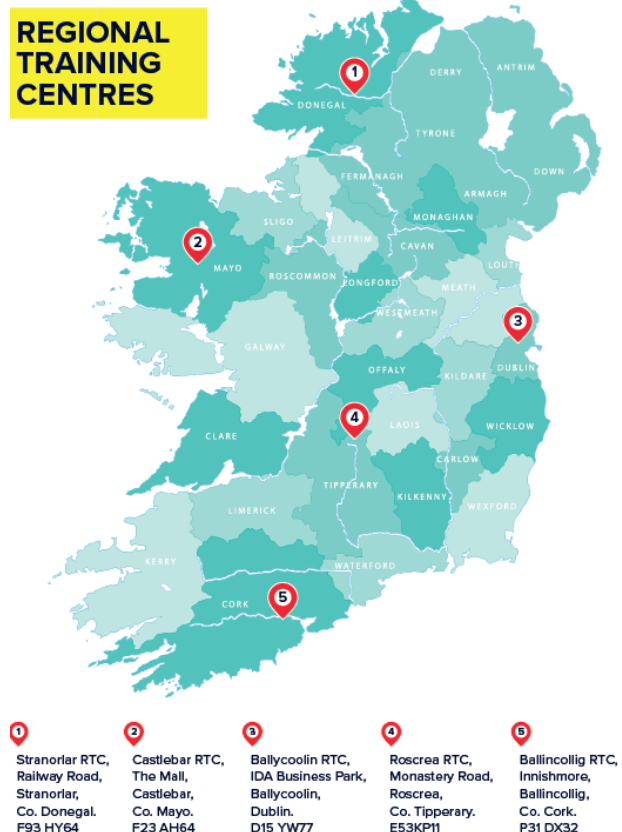 REGIONAL
TRAINING
CENTRES
1
DERRY
ANTRIM
DONEGAL
TYRONE
DOWN
FERMANAGH
ARMAGH
MONAGHAN
SLIGO
LEITRIM
CAVAN
2
MAYO
ROSCOMMON
LONGFORD
LOUTH
MEATH
WESTMEATH
3
GALWAY
OFFALY
KILDARE
DUBLIN
4
LAOIS
WICKLOW
CLARE
CARLOW
TIPPERARY
KILKENNY
WEXFORD
LIMERICK
KERRY
WATERFORD
CORK
5
1
Stranorlar RTC,
Railway Road,
Stranorlar,
Co. Donegal.
F93 HY64
2
Castlebar RTC,
The Mall,
Castlebar,
Co. Mayo.
F23 AH64
3
Ballycoolin RTC,
IDA Business Park,
Ballycoolin,
Dublin.
D15 YW77
4
Roscrea RTC,
Monastery Road,
Roscrea,
Co. Tipperary.
E53KP11
5
Ballincollig RTC,
Innishmore,
Ballincollig,
Co. Cork.
P31 DX32